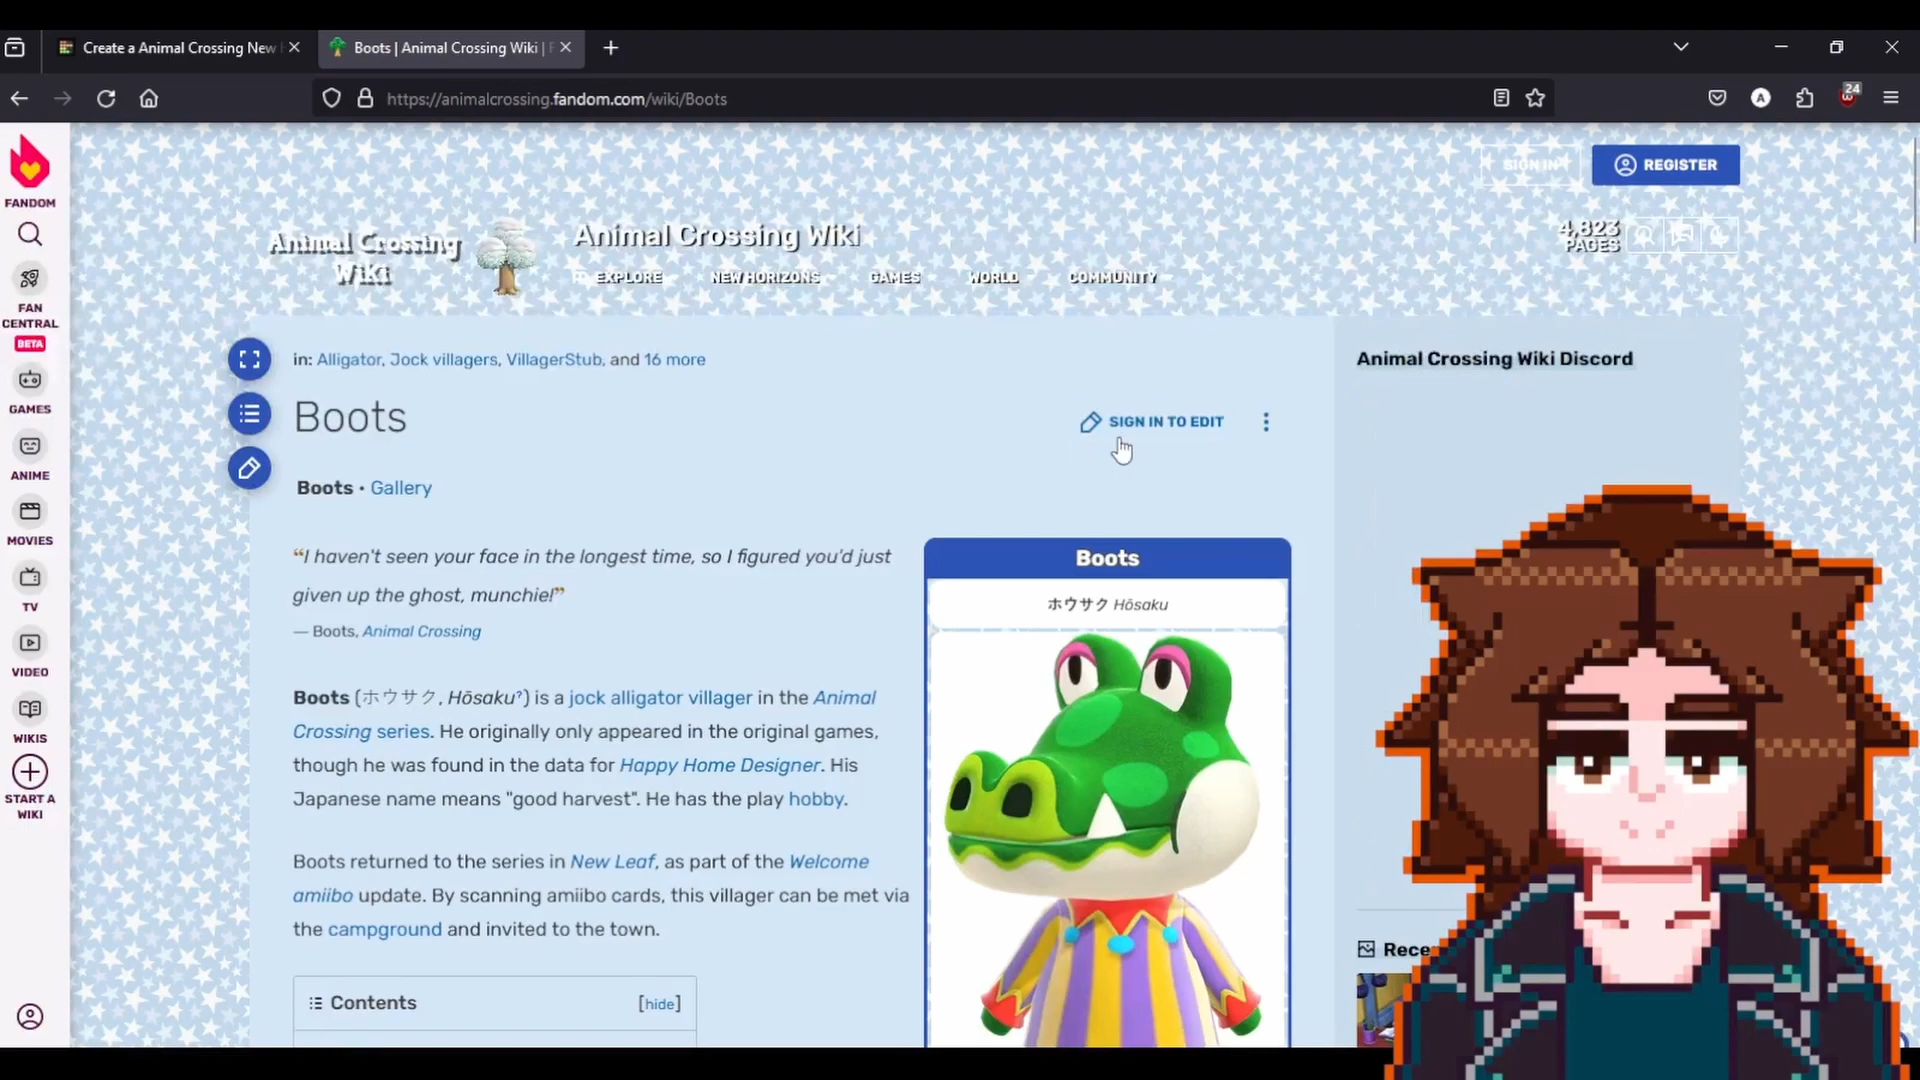 Create a Animal Crossing New
Boots | Animal Crossing Wiki |
https://animalcrossing.fandom.com/wiki/Boots
24
A
FANDOM
FAN
CENTRAL
BETA
GAMES
ANIME
MOVIES
TV
VIDEO
WIKIS
START A
WIKI
SIGN IN
REGISTER
Animal Crossing
Wiki
Animal Crossing Wiki
4,823
PAGES
EXPLORE
NEW HORIZONS
GAMES
WORLD
COMMUNITY
in: Alligator, Jock villagers, VillagerStub, and 16 more
Boots
SIGN IN TO EDIT
Boots • Gallery
“I haven't seen your face in the longest time, so I figured you'd just
given up the ghost, munchie!”
— Boots, Animal Crossing
Boots (ホウサク, Hōsaku?) is a jock alligator villager in the Animal
Crossing series. He originally only appeared in the original games,
though he was found in the data for Happy Home Designer. His
Japanese name means "good harvest". He has the play hobby.
Boots returned to the series in New Leaf, as part of the Welcome
amiibo update. By scanning amiibo cards, this villager can be met via
the campground and invited to the town.
Contents
[hide]
Boots
ホウサク Hōsaku
Animal Crossing Wiki Discord